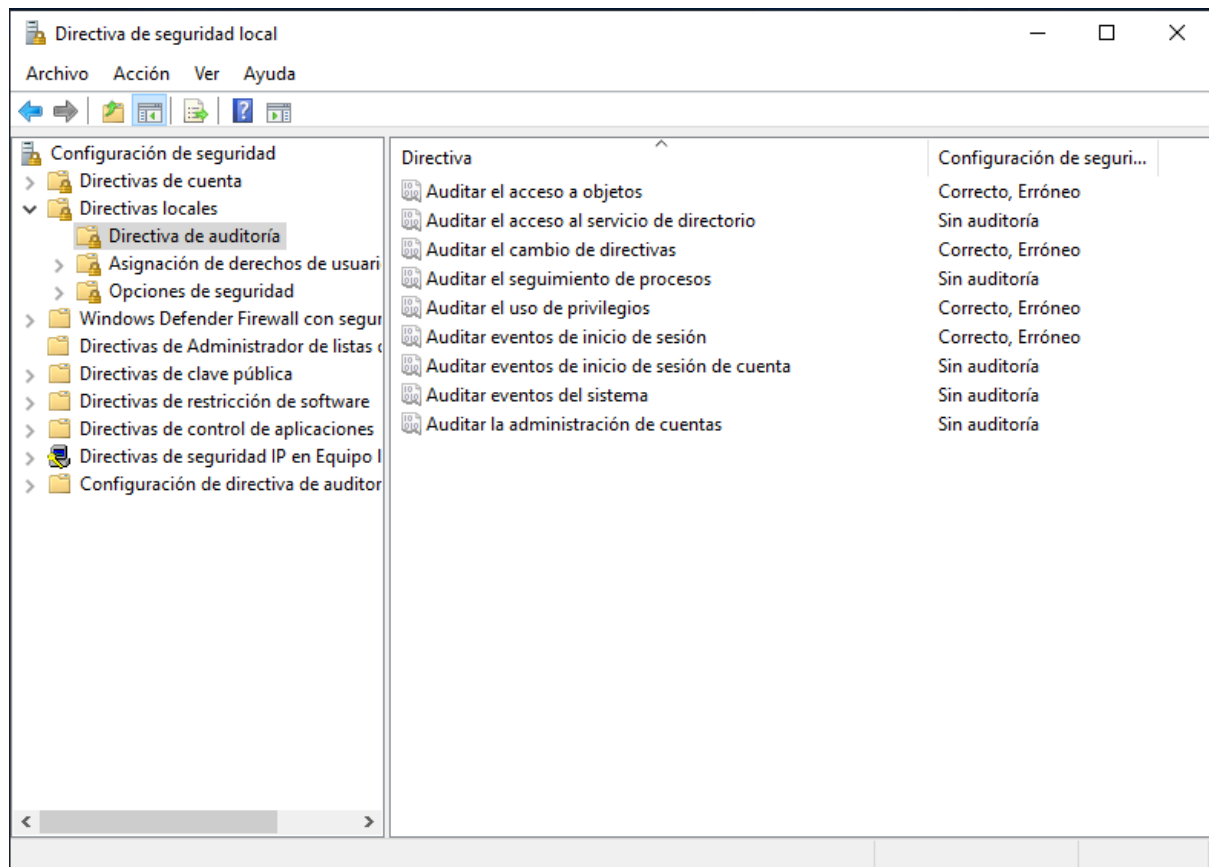 Directiva de seguridad local
Archivo Acción Ver Ayuda
Configuración de seguridad
Directivas de cuenta
Directivas locales
Directiva de auditoría
Asignación de derechos de usuari
Opciones de seguridad
Windows Defender Firewall con segur
Directivas de Administrador de listas
Directivas de clave pública
Directivas de restricción de software
Directivas de control de aplicaciones
Directivas de seguridad IP en Equipo l
Configuración de directiva de auditor
Directiva Configuración de seguri...
Auditar el acceso a objetos Correcto, Erróneo
Auditar el acceso al servicio de directorio Sin auditoría
Auditar el cambio de directivas Correcto, Erróneo
Auditar el seguimiento de procesos Sin auditoría
Auditar el uso de privilegios Correcto, Erróneo
Auditar eventos de inicio de sesión Correcto, Erróneo
Auditar eventos de inicio de sesión de cuenta Sin auditoría
Auditar eventos del sistema Sin auditoría
Auditar la administración de cuentas Sin auditoría